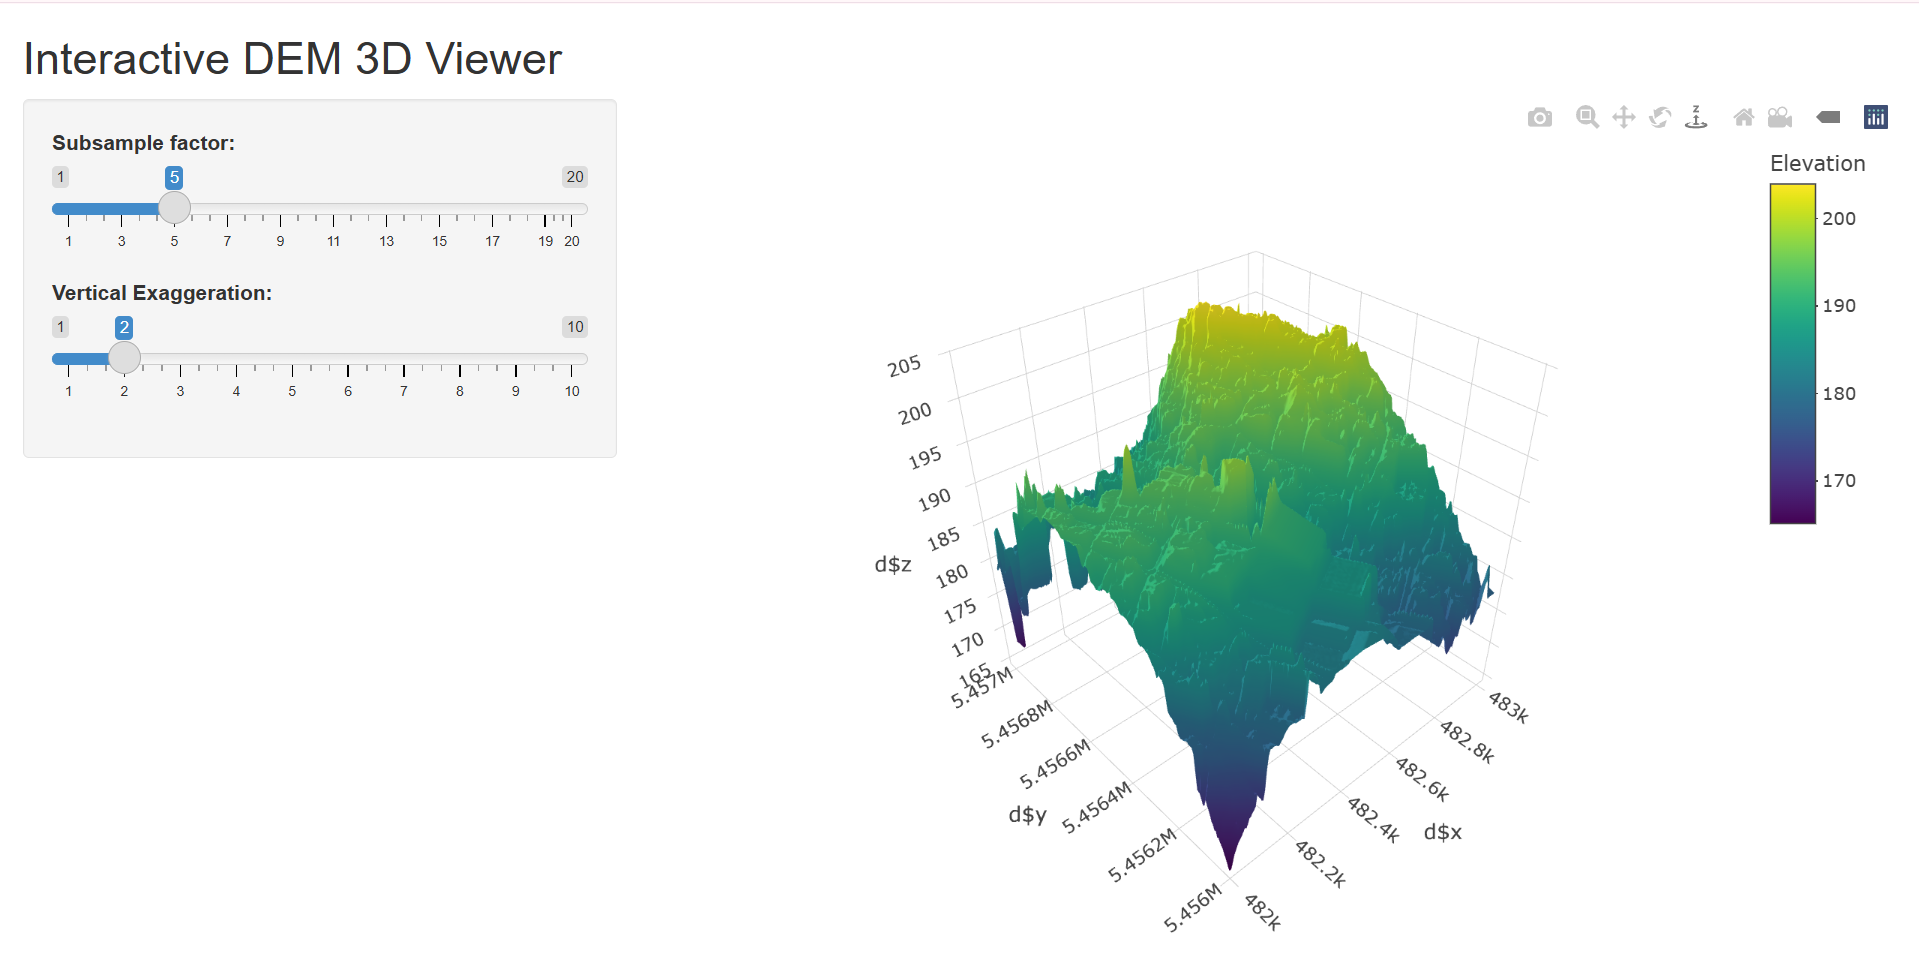 Interactive DEM 3D Viewer
Subsample factor:
1 5 20
1 3 5 7 9 11 13 15 17 19 20
Vertical Exaggeration:
1 2 10
1 2 3 4 5 6 7 8 9 10
z
Elevation
200
190
180
170
205
200
195
190
185
180
175
170
165
d$z
5.457M
5.4568M
5.4566M
5.4564M
5.4562M
5.456M
d$y
483k
482.8k
482.6k
482.4k
482.2k
482k
d$x